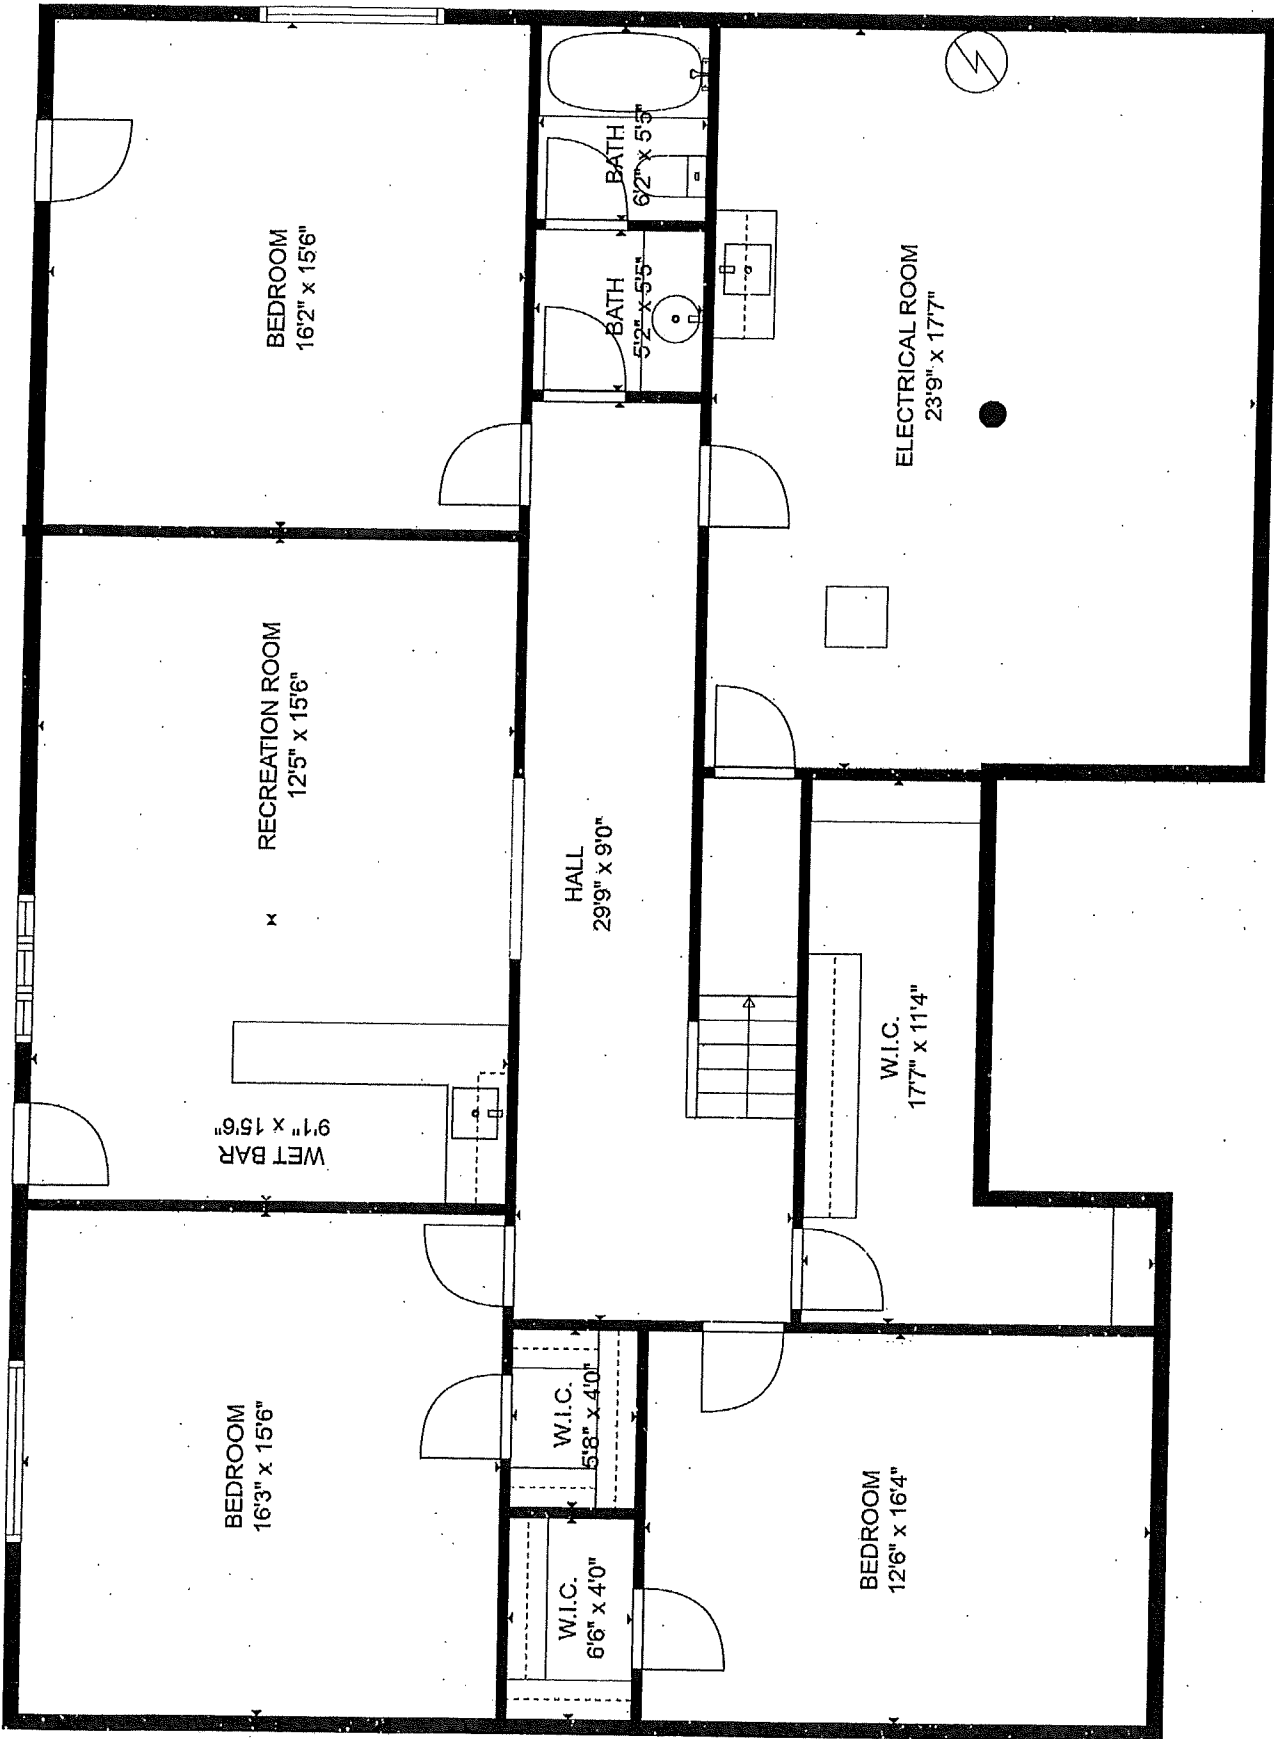 BEDROOM
16'2" x 15'6"
BATH
6'2" x 5'5"
BATH
5'2" x 5'5"
ELECTRICAL ROOM
23'9" x 17'7"
RECREATION ROOM
12'5" x 15'6"
HALL
29'9" x 9'0"
WET BAR
9'1" x 15'6"
W.I.C.
17'7" x 11'4"
BEDROOM
16'3" x 15'6"
W.I.C.
5'8" x 4'0"
W.I.C.
6'6" x 4'0"
BEDROOM
12'6" x 16'4"